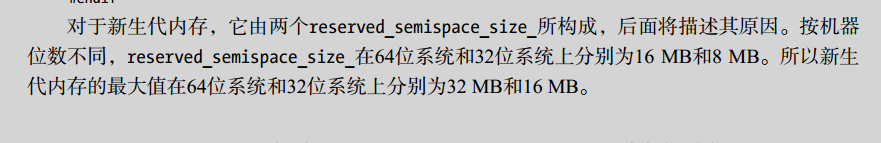 对于新生代内存，它由两个reserved_semispace_size_所构成，后面将描述其原因。按机器
位数不同，reserved_semispace_size_在64位系统和32位系统上分别为16 MB和8 MB。所以新生
代内存的最大值在64位系统和32位系统上分别为32 MB和16 MB。